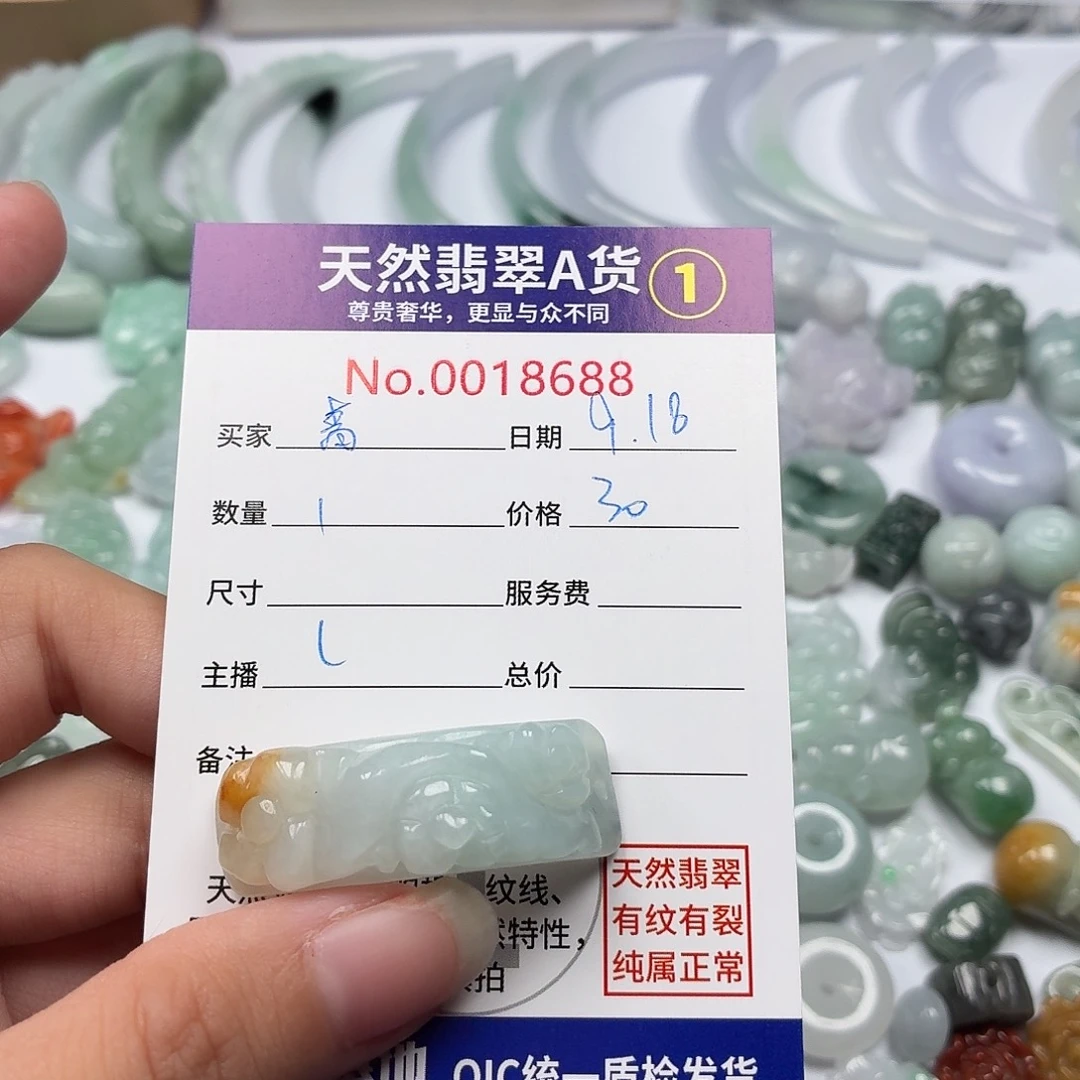 天然翡翠A货 1
尊贵奢华，更显与众不同
No.0018688
买家 日期 9.18
数量 1 价格 30
尺寸 服务费
主播 L 总价
备注
纹线、
然特性，
拍
天然翡翠
有纹有裂
纯属正常
QIC统一质检发货